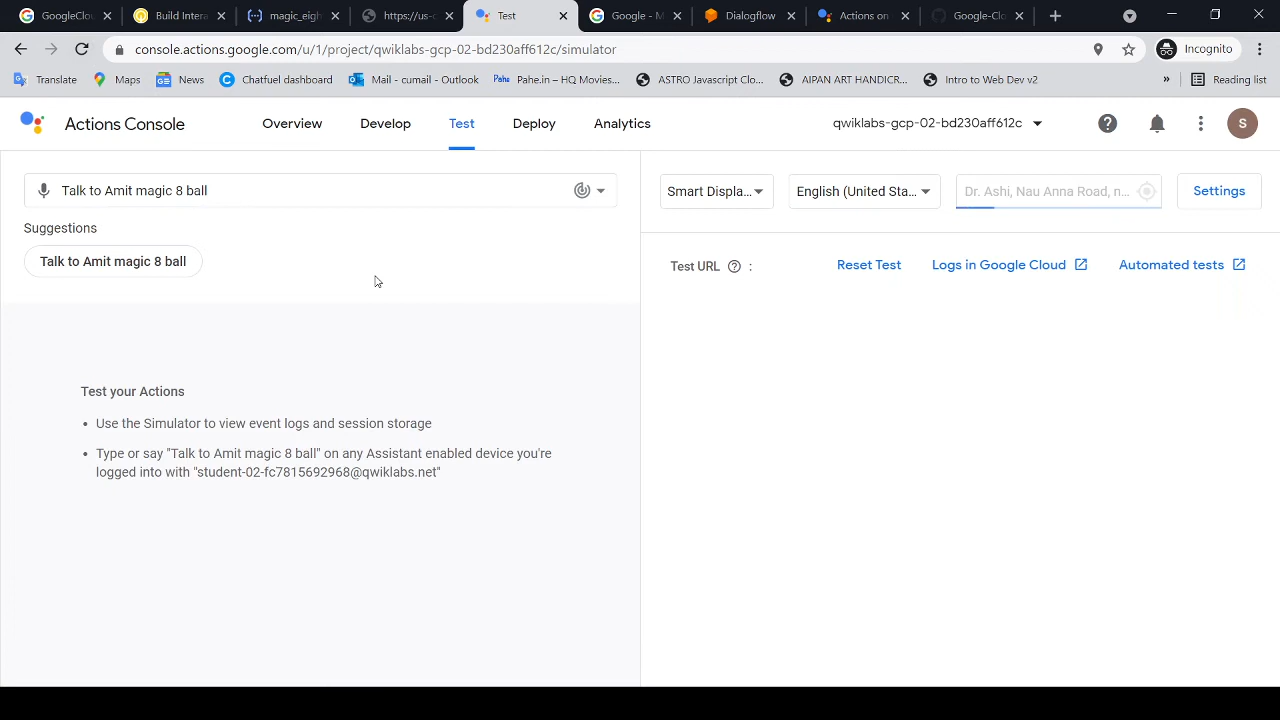 GoogleClou
Build Intera
magic_eigh
https://us-c
Test
Google - M
Dialogflow
Actions on
Google-Clo
console.actions.google.com/u/1/project/qwiklabs-gcp-02-bd230aff612c/simulator
Incognito
Translate
Maps
News
Chatfuel dashboard
Mail - cumail - Outlook
Pahe.in – HQ Movies...
ASTRO Javascript Clo...
AIPAN ART HANDICR...
Intro to Web Dev v2
»
Reading list
Actions Console
Overview
Develop
Test
Deploy
Analytics
qwiklabs-gcp-02-bd230aff612c
S
Talk to Amit magic 8 ball
Smart Displa...
English (United Sta...
Dr. Ashi, Nau Anna Road, n...
Settings
Suggestions
Talk to Amit magic 8 ball
Test URL :
Reset Test
Logs in Google Cloud
Automated tests
Test your Actions
• Use the Simulator to view event logs and session storage
• Type or say "Talk to Amit magic 8 ball" on any Assistant enabled device you're
logged into with "student-02-fc7815692968@qwiklabs.net"